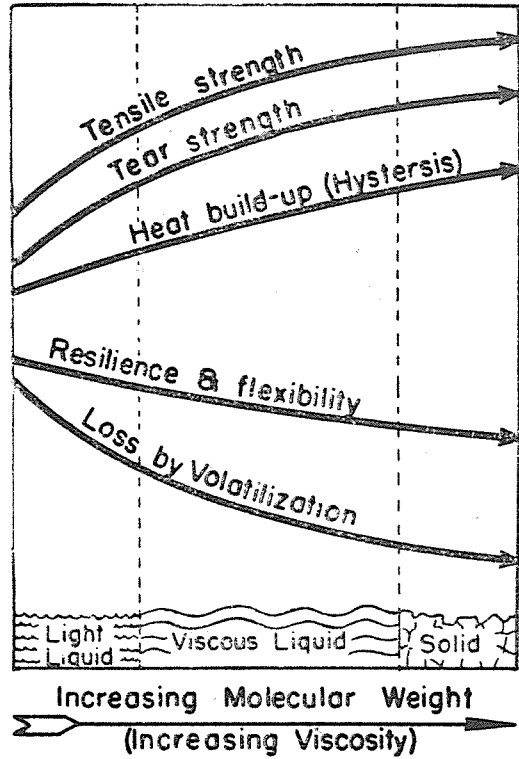 Tensile strength
Tear strength
Heat build-up (Hystersis)
Resilience & flexibility
Loss by Volatilization
Light
Liquid
Viscous Liquid
Solid
Increasing Molecular Weight
(Increasing Viscosity)